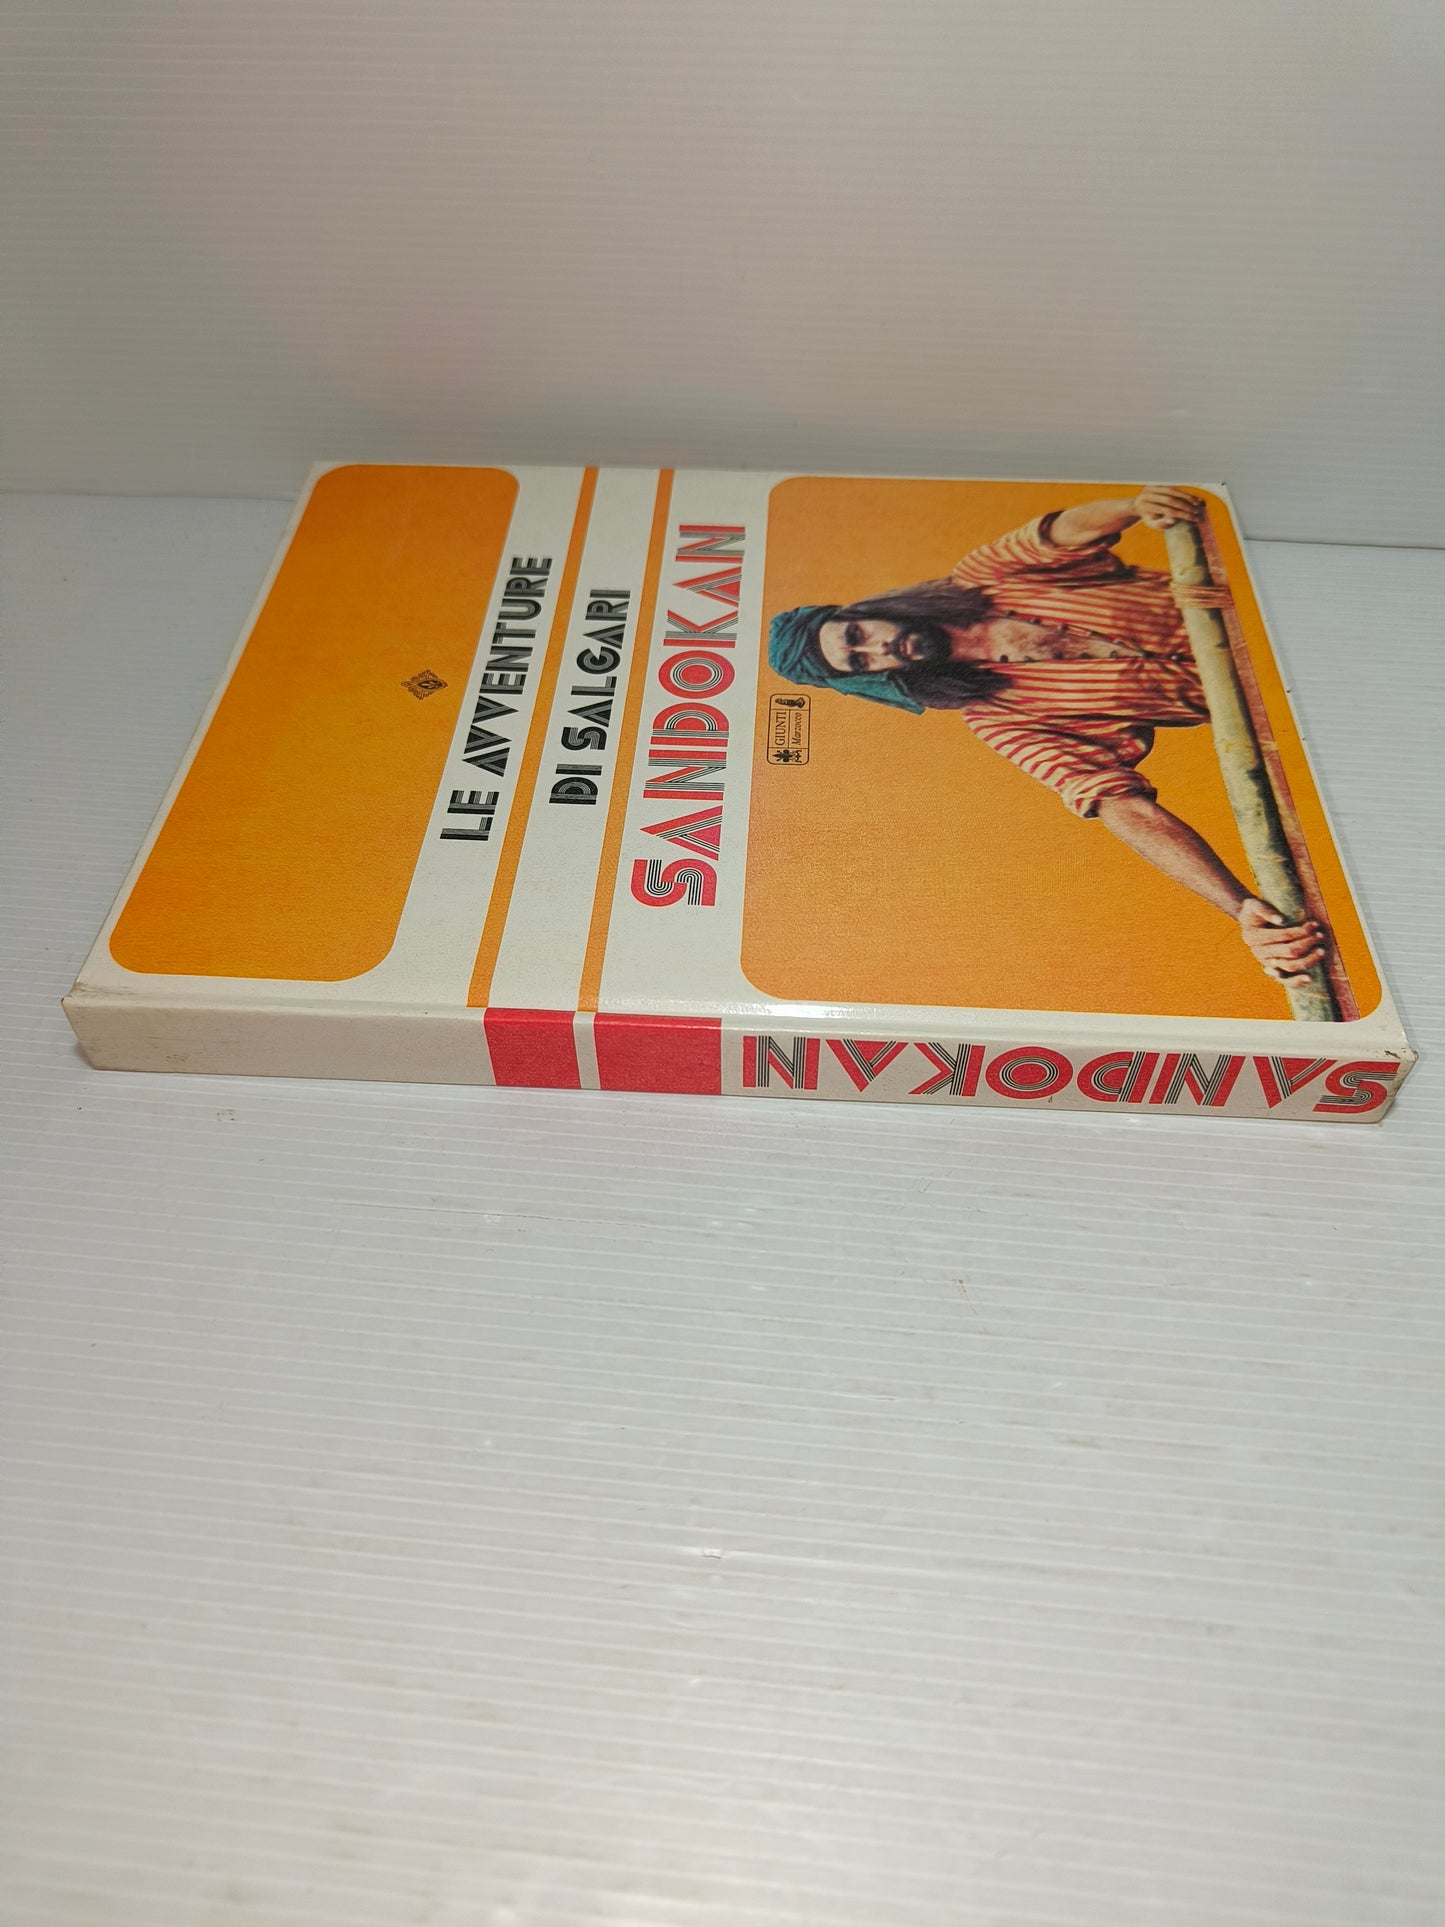 LE AVVENTURE
DI SALGARI
SANDOKAN
GIUNTI
Marzocco
SANDOKAN